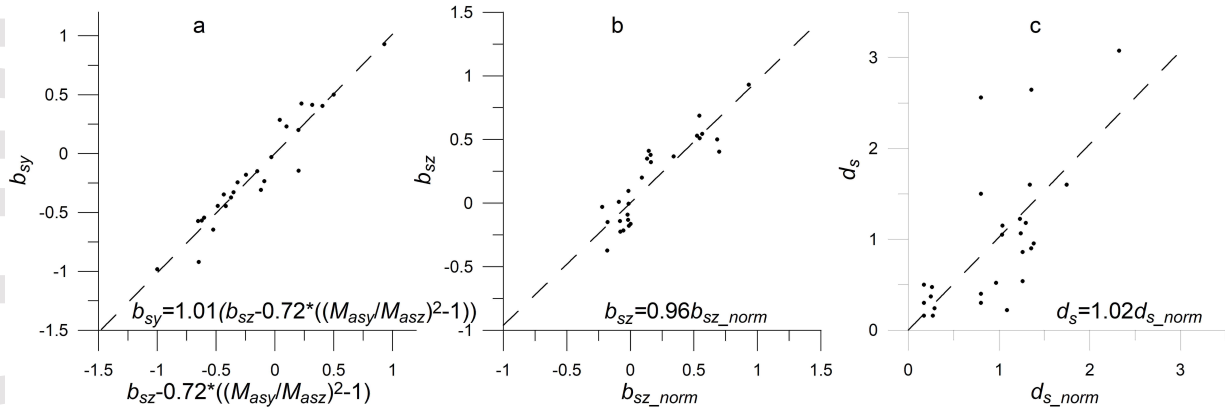 a
b
c
1
0.5
0
-0.5
-1
-1.5
b_sy
-1.5 -1 -0.5 0 0.5 1
b_sy=1.01(b_sz-0.72*((M_asy/M_asz)²-1))
b_sz-0.72*((M_asy/M_asz)²-1)
1.5
1
0.5
0
-0.5
-1
b_sz
-1 -0.5 0 0.5 1 1.5
b_sz=0.96b_sz_norm
b_sz_norm
3
2
1
0
d_s
0 1 2 3
d_s=1.02d_s_norm
d_s_norm